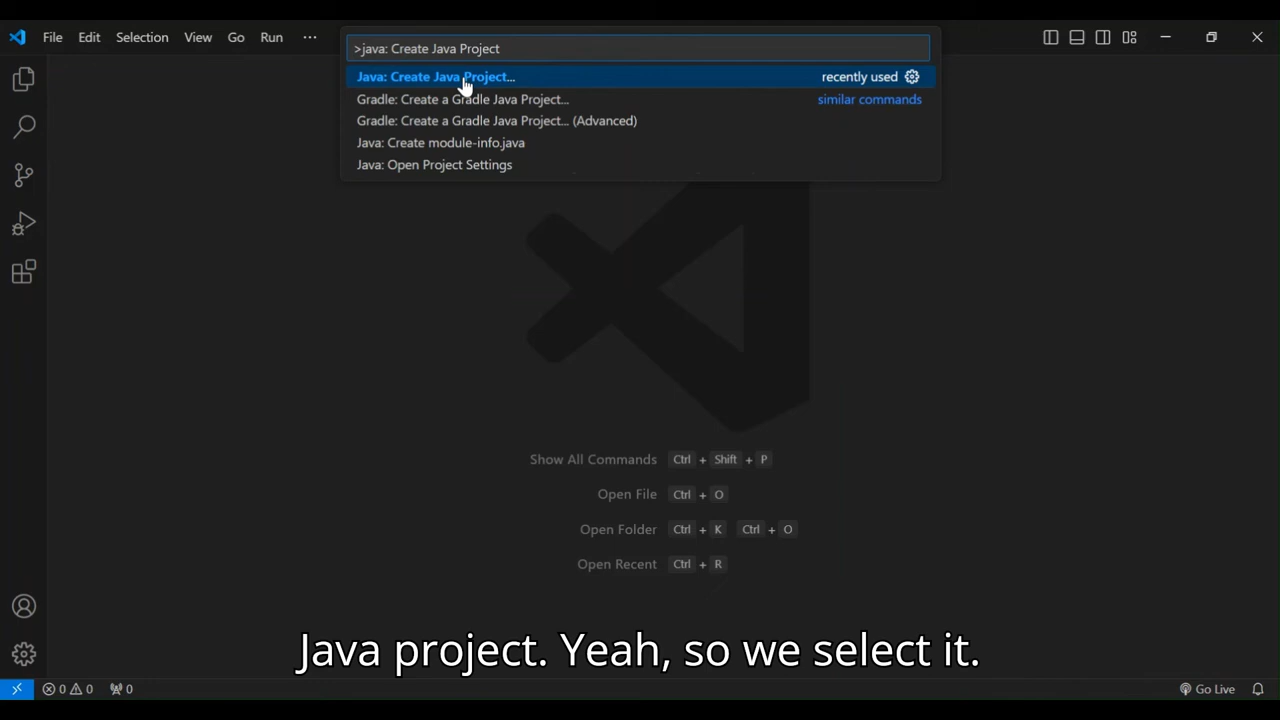 File Edit Selection View Go Run ...
>java: Create Java Project
Java: Create Java Project... recently used
Gradle: Create a Gradle Java Project... similar commands
Gradle: Create a Gradle Java Project... (Advanced)
Java: Create module-info.java
Java: Open Project Settings
Show All Commands Ctrl + Shift + P
Open File Ctrl + O
Open Folder Ctrl + K Ctrl + O
Open Recent Ctrl + R
Java project. Yeah, so we select it.
0 0 0 Go Live